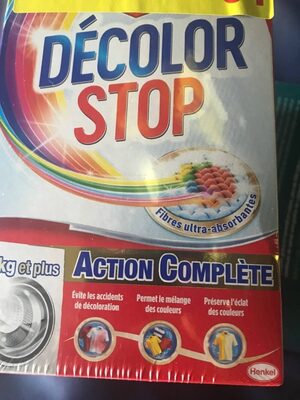 DÉCOLOR
STOP
Fibres ultra-absorbantes
kg et plus
ACTION COMPLÈTE
Évite les accidents
de décoloration
Permet le mélange
des couleurs
Préserve l'éclat
des couleurs
Henkel